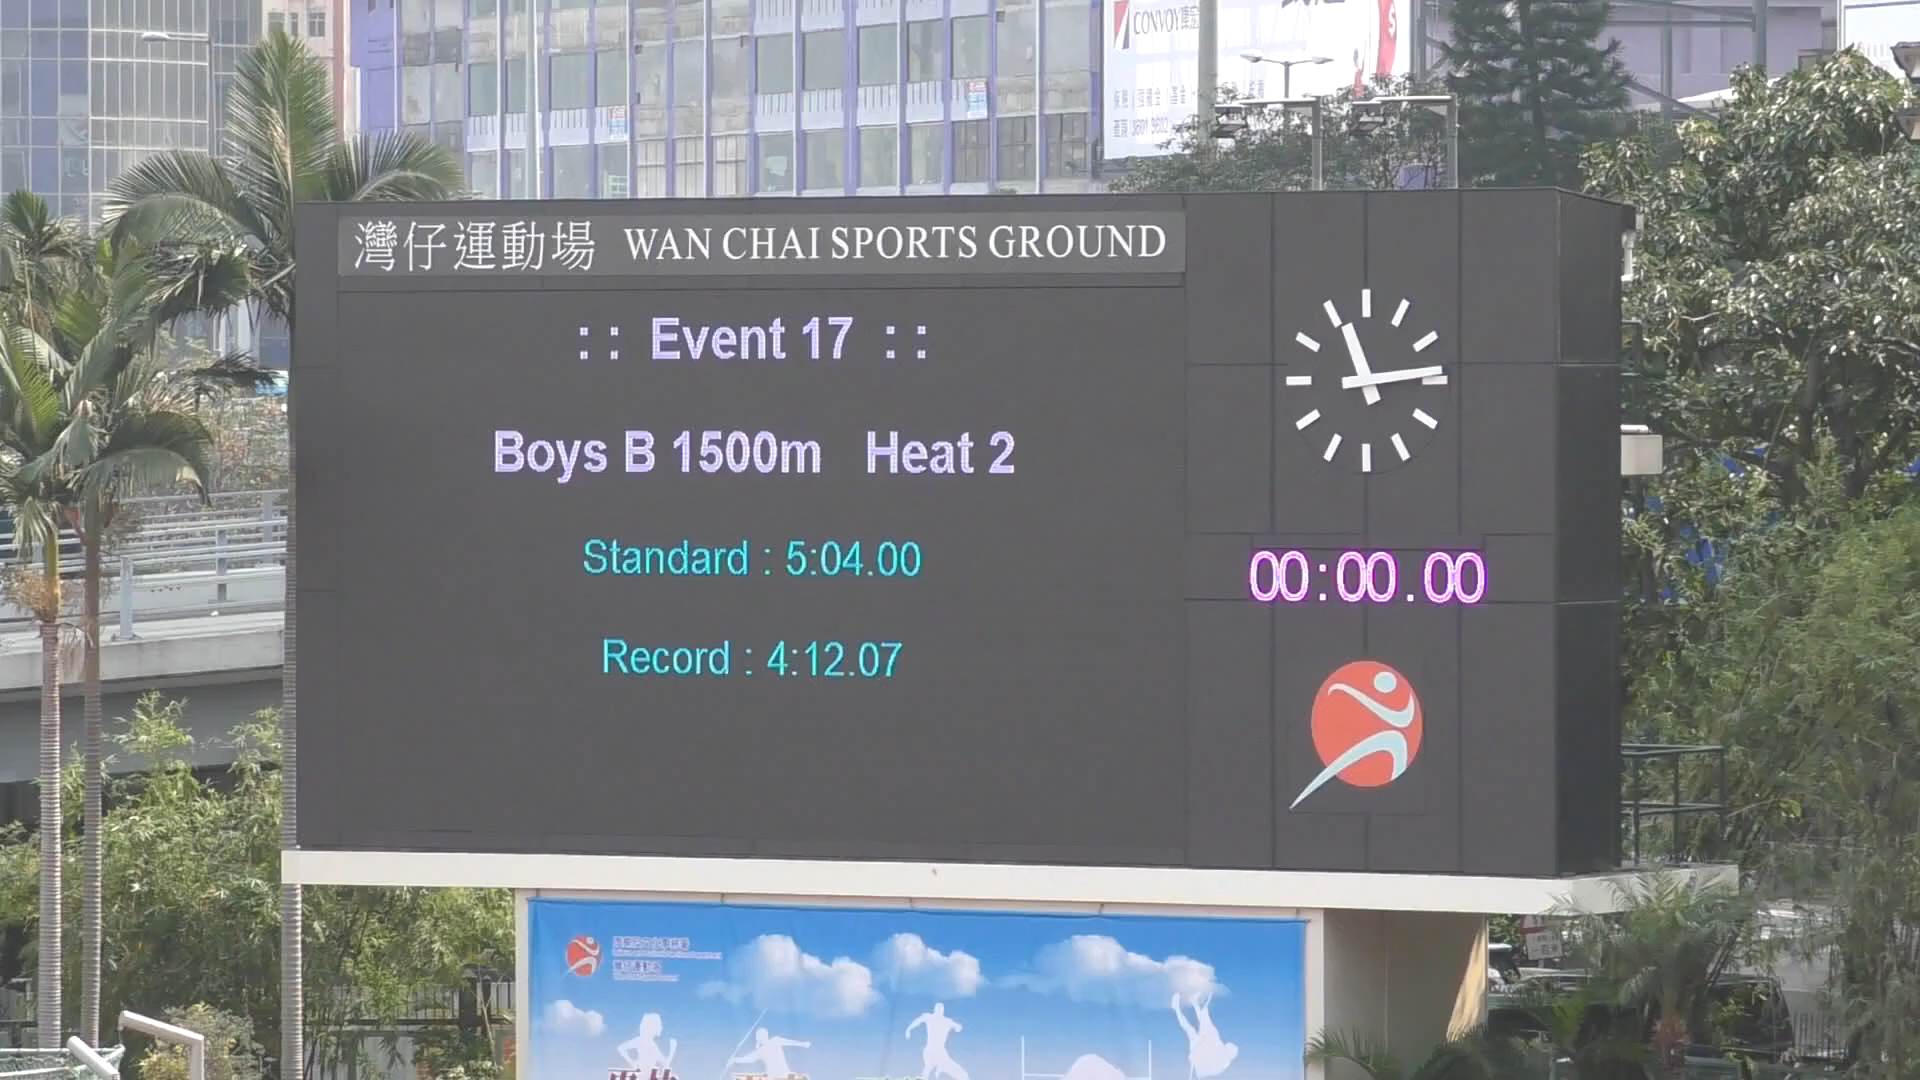 CONVOY
灣仔運動場 WAN CHAI SPORTS GROUND
: : Event 17 : :
Boys B 1500m Heat 2
Standard : 5:04.00
Record : 4:12.07
00:00.00